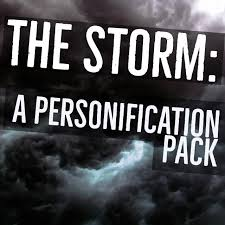 THE STORM:
A PERSONIFICATION
PACK